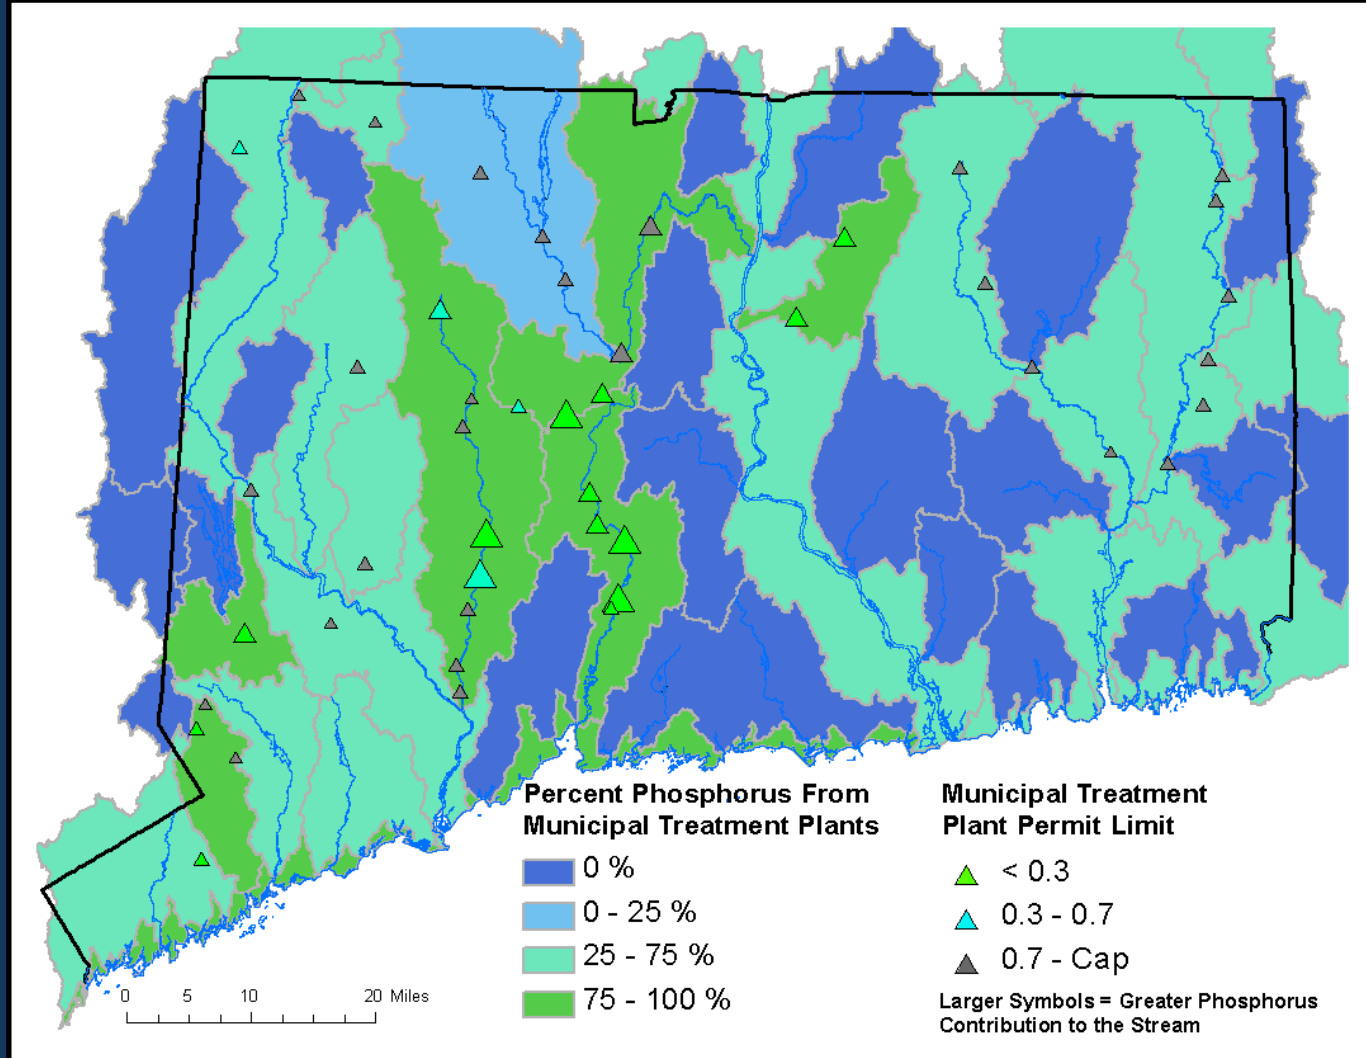 Percent Phosphorus From
Municipal Treatment Plants
0 %
0 - 25 %
25 - 75 %
75 - 100 %
Municipal Treatment
Plant Permit Limit
< 0.3
0.3 - 0.7
0.7 - Cap
Larger Symbols = Greater Phosphorus
Contribution to the Stream
0 5 10 20 Miles